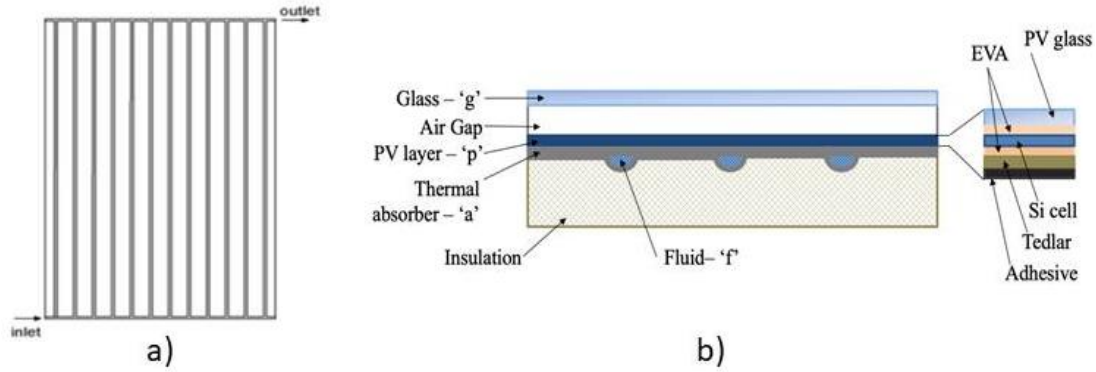 outlet
inlet
a)
Glass – ‘g’
Air Gap
PV layer – ‘p’
Thermal
absorber – ‘a’
Insulation
Fluid– ‘f’
PV glass
EVA
Si cell
Tedlar
Adhesive
b)